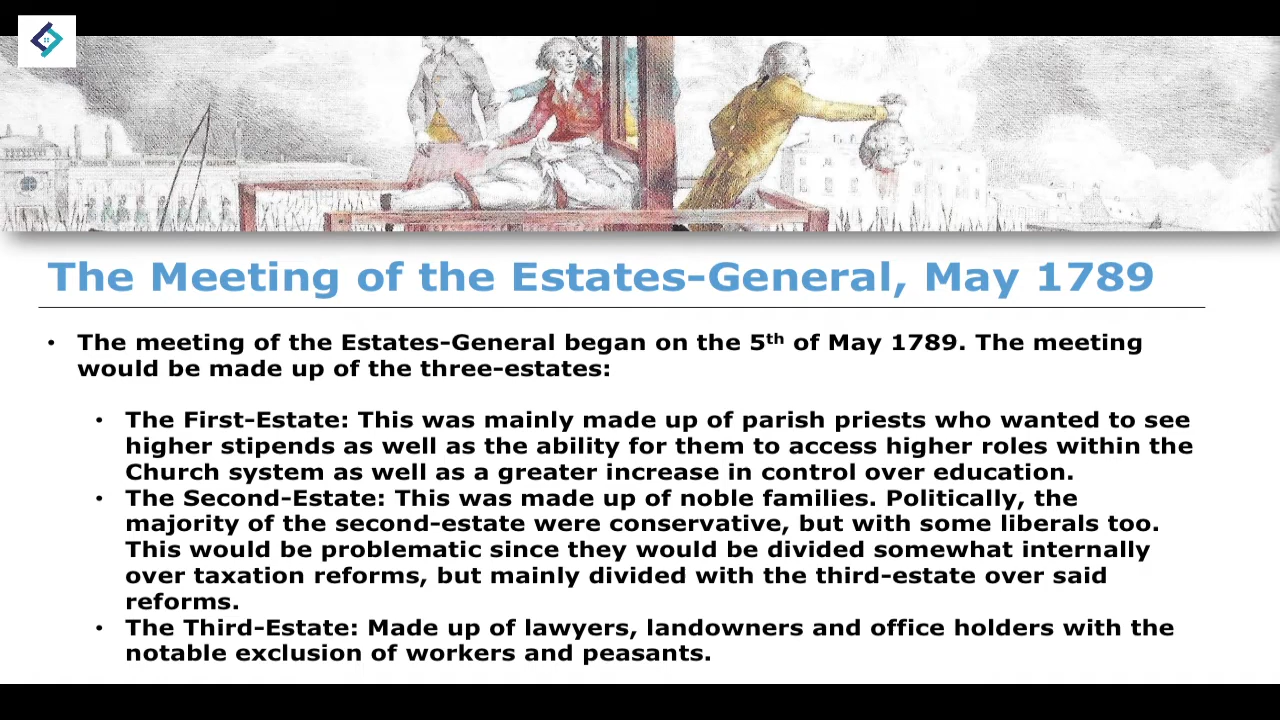 The Meeting of the Estates-General, May 1789
• The meeting of the Estates-General began on the 5th of May 1789. The meeting
would be made up of the three-estates:
• The First-Estate: This was mainly made up of parish priests who wanted to see
higher stipends as well as the ability for them to access higher roles within the
Church system as well as a greater increase in control over education.
• The Second-Estate: This was made up of noble families. Politically, the
majority of the second-estate were conservative, but with some liberals too.
This would be problematic since they would be divided somewhat internally
over taxation reforms, but mainly divided with the third-estate over said
reforms.
• The Third-Estate: Made up of lawyers, landowners and office holders with the
notable exclusion of workers and peasants.